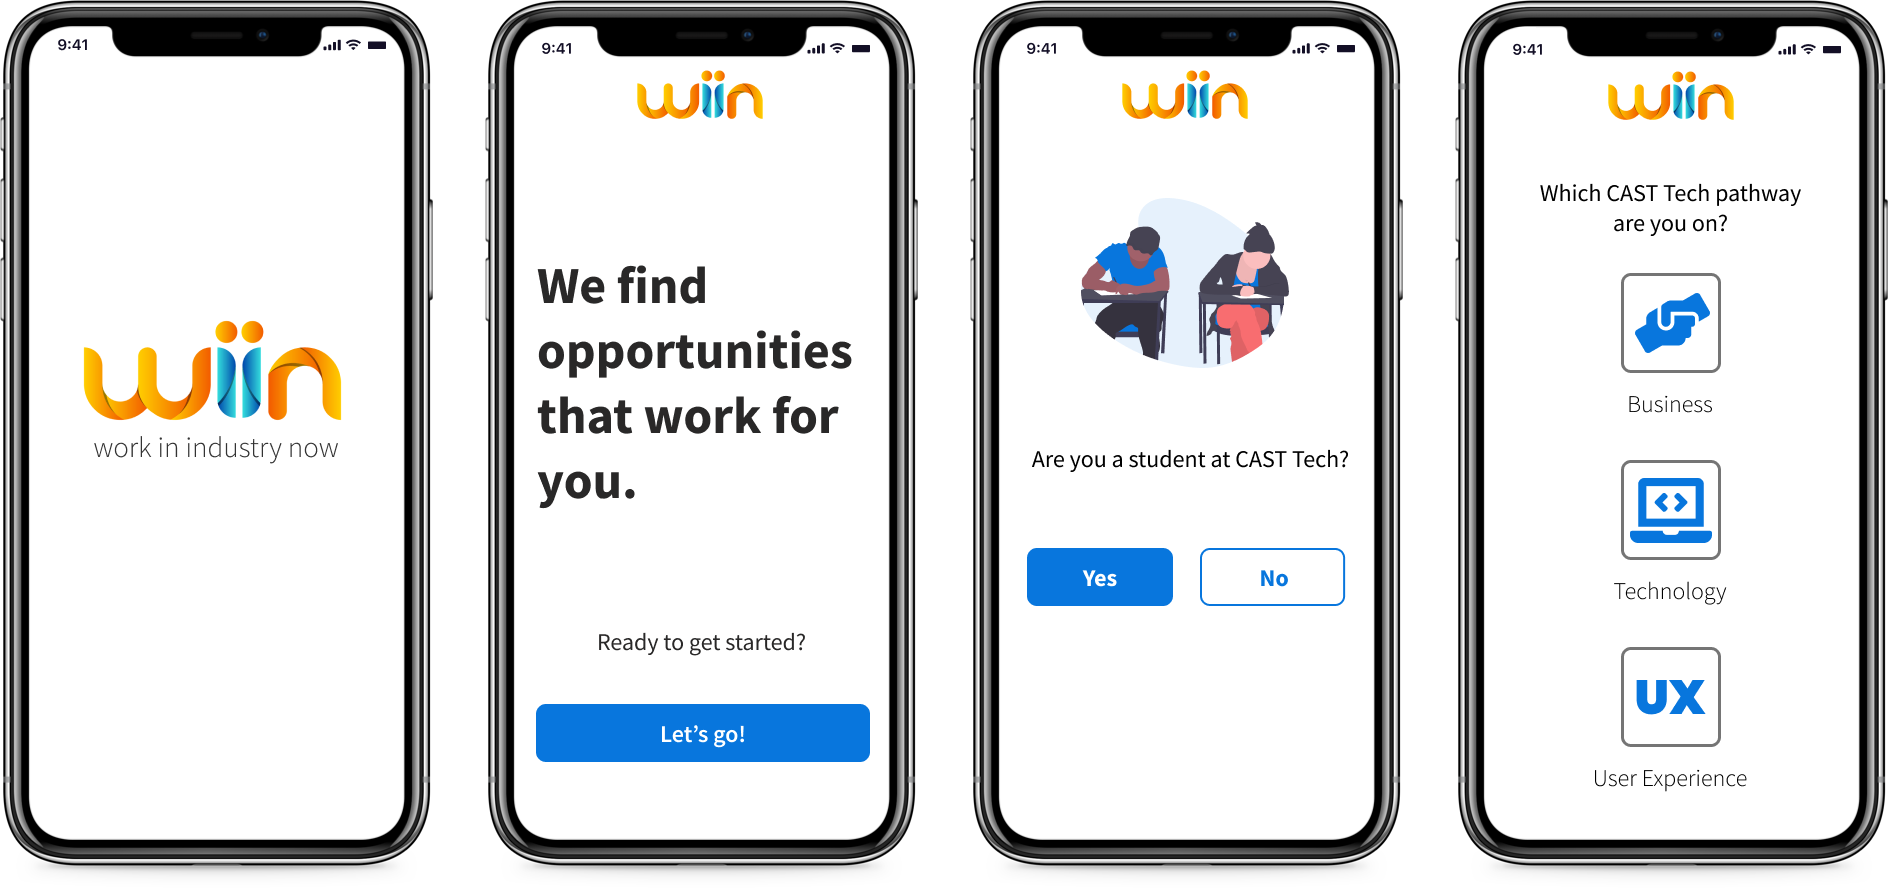 9:41
wiin
work in industry now
9:41
wiin
We find
opportunities
that work for
you.
Ready to get started?
Let's go!
9:41
wiin
Are you a student at CAST Tech?
Yes
No
9:41
wiin
Which CAST Tech pathway
are you on?
Business
Technology
UX
User Experience